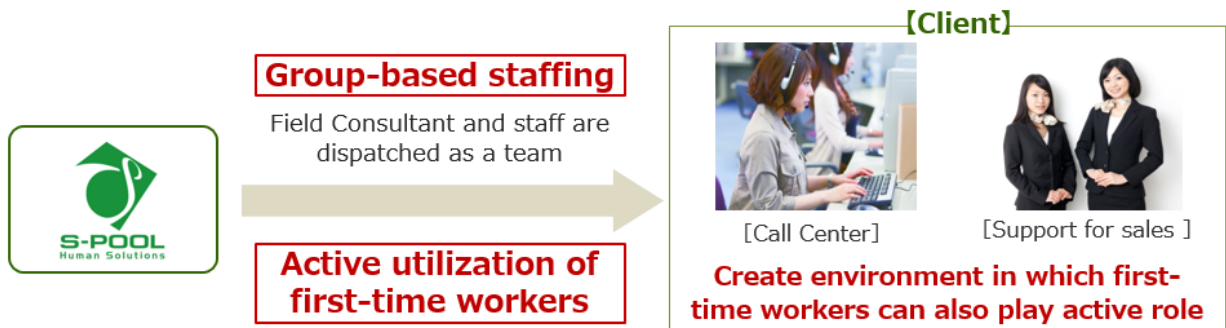 S-POOL
Human Solutions
Group-based staffing
Field Consultant and staff are
dispatched as a team
Active utilization of
first-time workers
【Client】
[Call Center]
[Support for sales ]
Create environment in which first-
time workers can also play active role